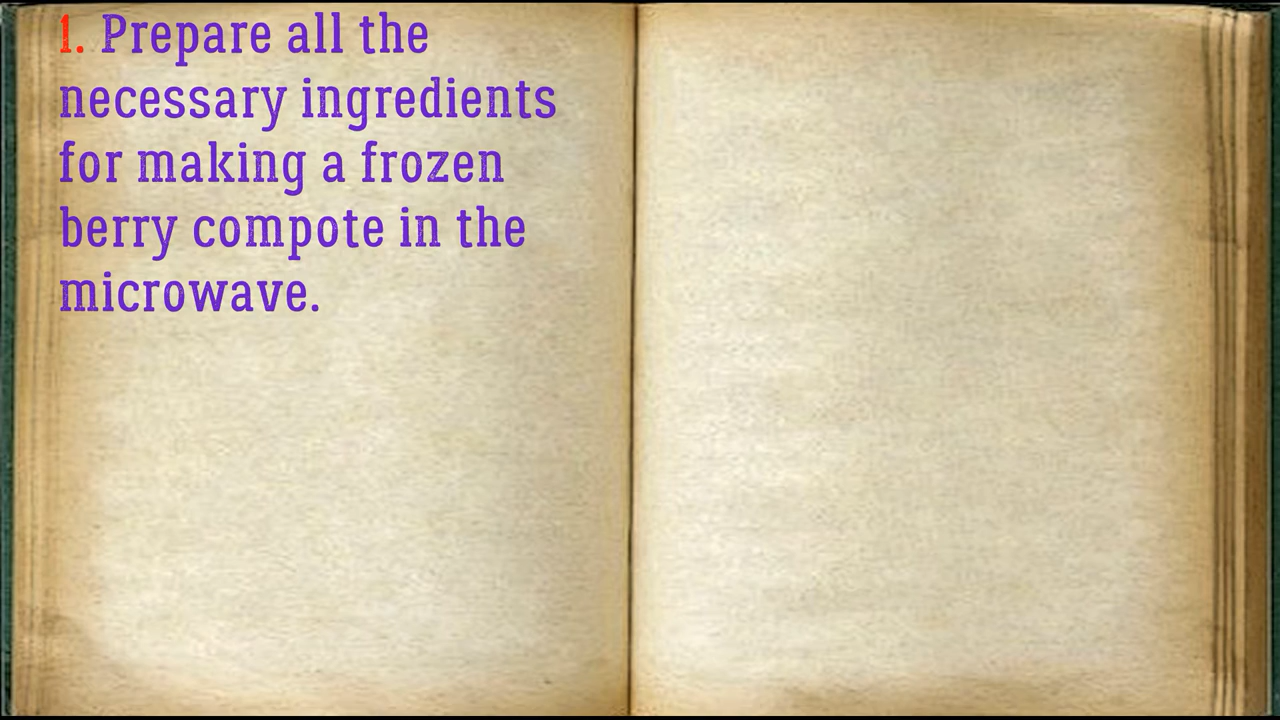 1. Prepare all the
necessary ingredients
for making a frozen
berry compote in the
microwave.